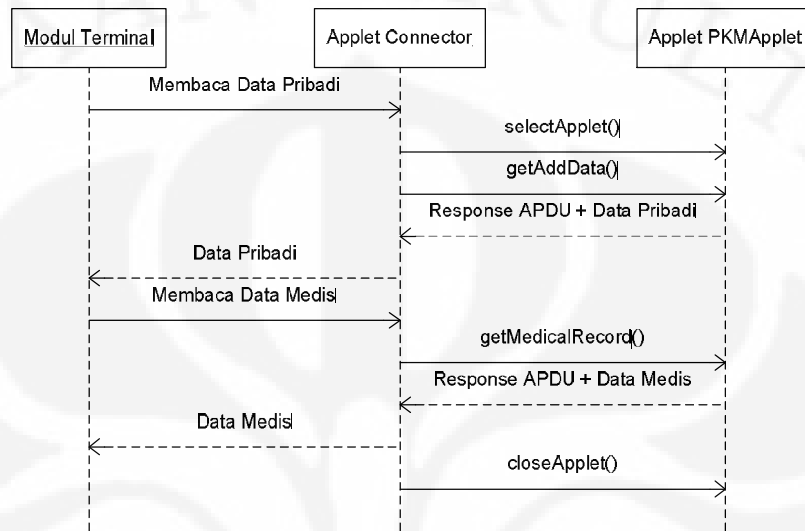 Modul Terminal
Applet Connector
Applet PKMApplet
Membaca Data Pribadi
selectApplet()
getAddData()
Response APDU + Data Pribadi
Data Pribadi
Membaca Data Medis
getMedicalRecord()
Response APDU + Data Medis
Data Medis
closeApplet()